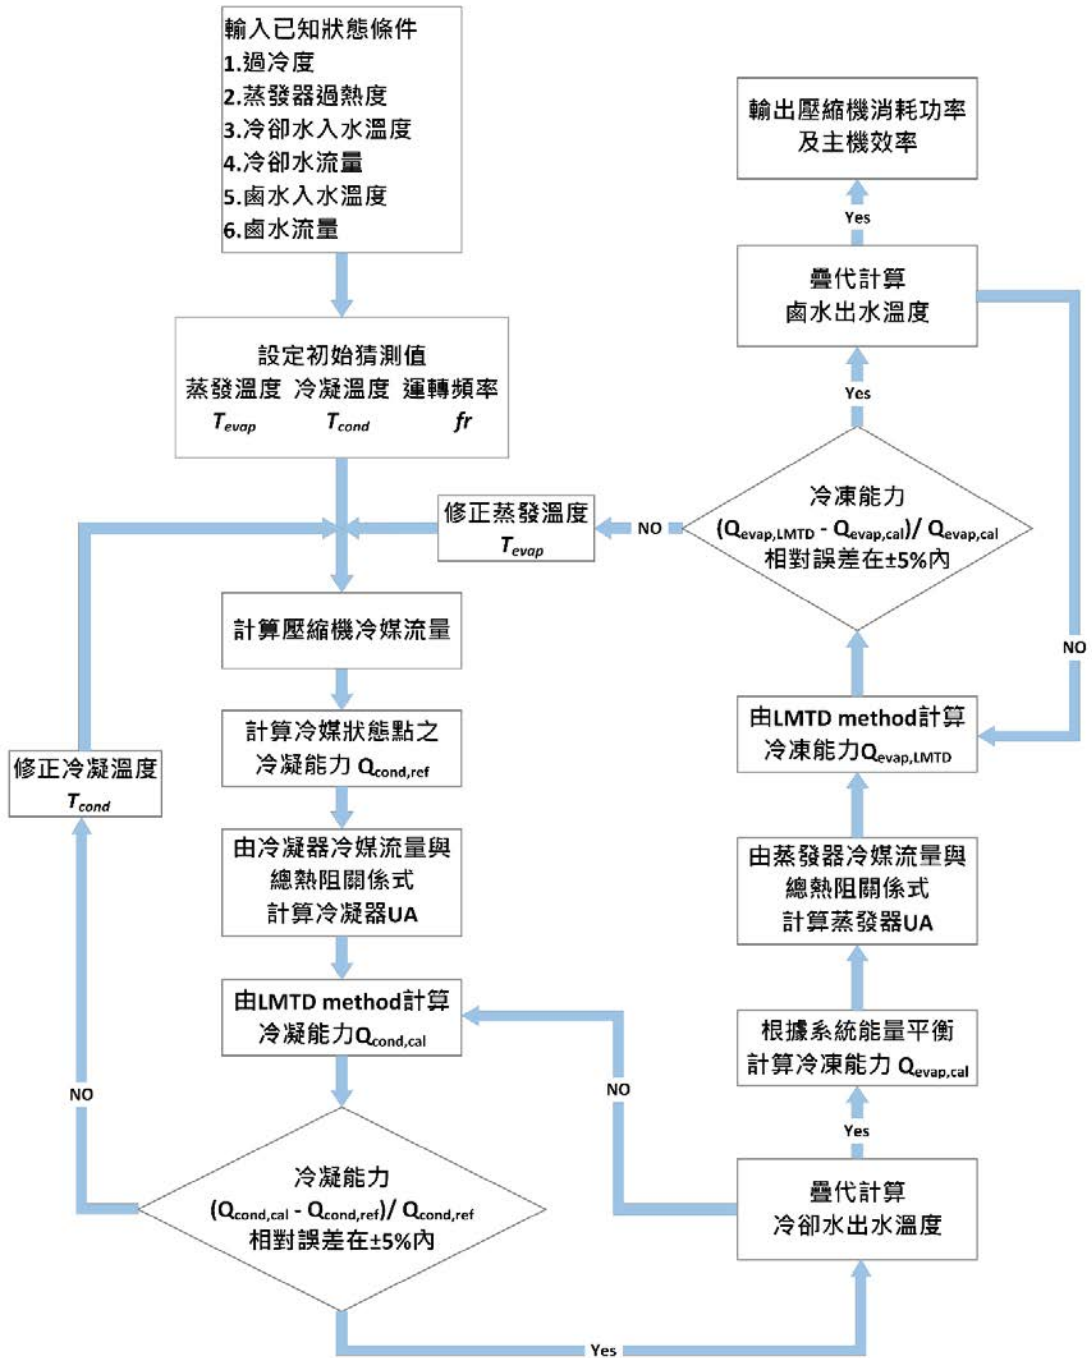 輸入已知狀態條件
1.過冷度
2.蒸發器過熱度
3.冷卻水入水溫度
4.冷卻水流量
5.鹵水入水溫度
6.鹵水流量
設定初始猜測值
蒸發溫度 冷凝溫度 運轉頻率
Tevap Tcond fr
計算壓縮機冷媒流量
計算冷媒狀態點之
冷凝能力 Qcond,ref
由冷凝器冷媒流量與
總熱阻關係式
計算冷凝器UA
由LMTD method計算
冷凝能力Qcond,cal
冷凝能力
(Qcond,cal - Qcond,ref)/ Qcond,ref
相對誤差在±5%內
NO
修正冷凝溫度
Tcond
Yes
疊代計算
冷卻水出水溫度
NO
Yes
根據系統能量平衡
計算冷凍能力 Qevap,cal
由蒸發器冷媒流量與
總熱阻關係式
計算蒸發器UA
由LMTD method計算
冷凍能力Qevap,LMTD
冷凍能力
(Qevap,LMTD - Qevap,cal)/ Qevap,cal
相對誤差在±5%內
NO
修正蒸發溫度
Tevap
Yes
疊代計算
鹵水出水溫度
NO
Yes
輸出壓縮機消耗功率
及主機效率